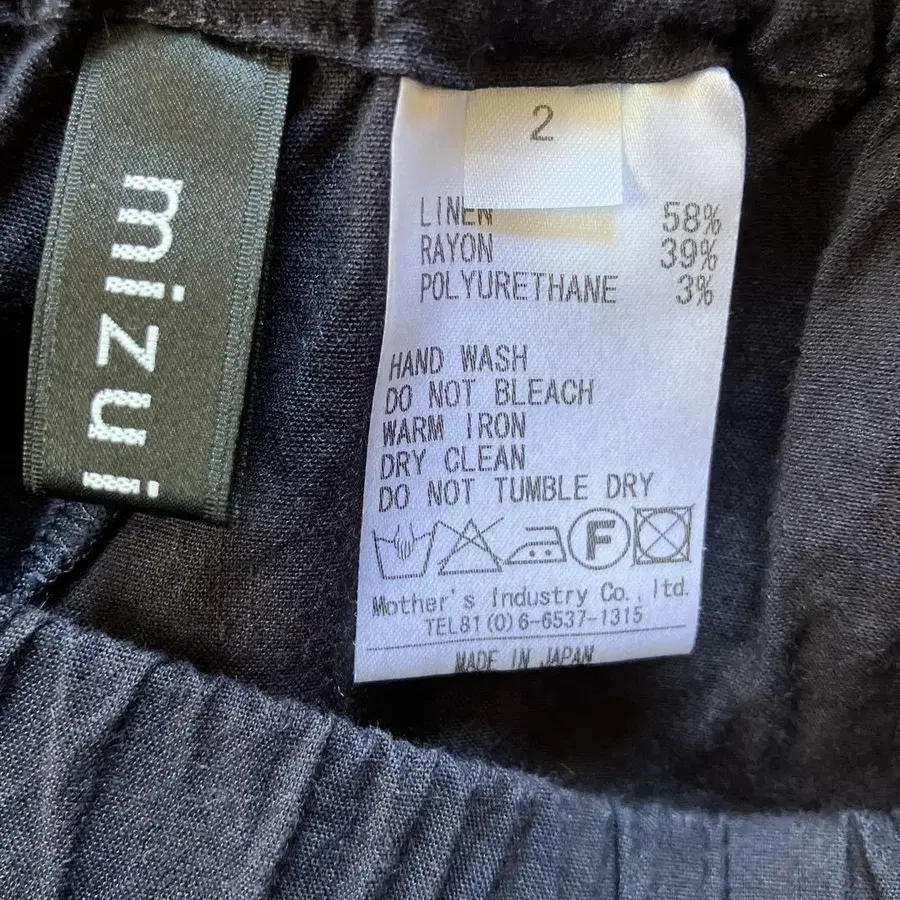 mizui
2
LINEN 58%
RAYON 39%
POLYURETHANE 3%
HAND WASH
DO NOT BLEACH
WARM IRON
DRY CLEAN
DO NOT TUMBLE DRY
F
Mother's Industry Co., ltd.
TEL81(0)6-6537-1315
MADE IN JAPAN